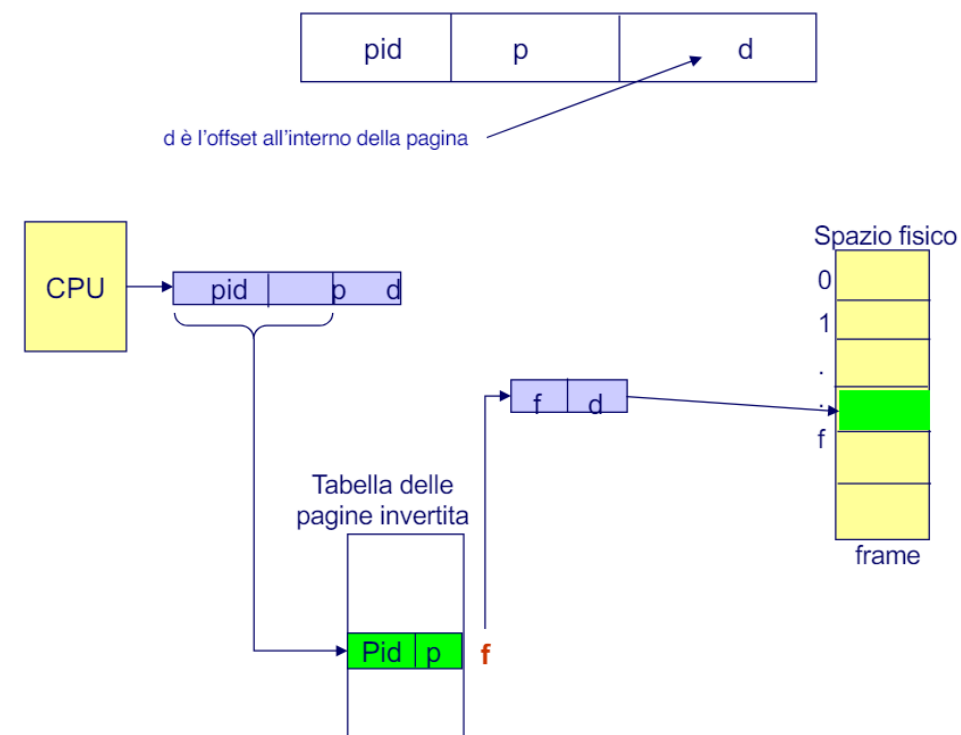 pid p d
d è l'offset all'interno della pagina
Spazio fisico
CPU
pid p d
0
1
.
.
f
f d
Tabella delle
pagine invertita
frame
Pid p f